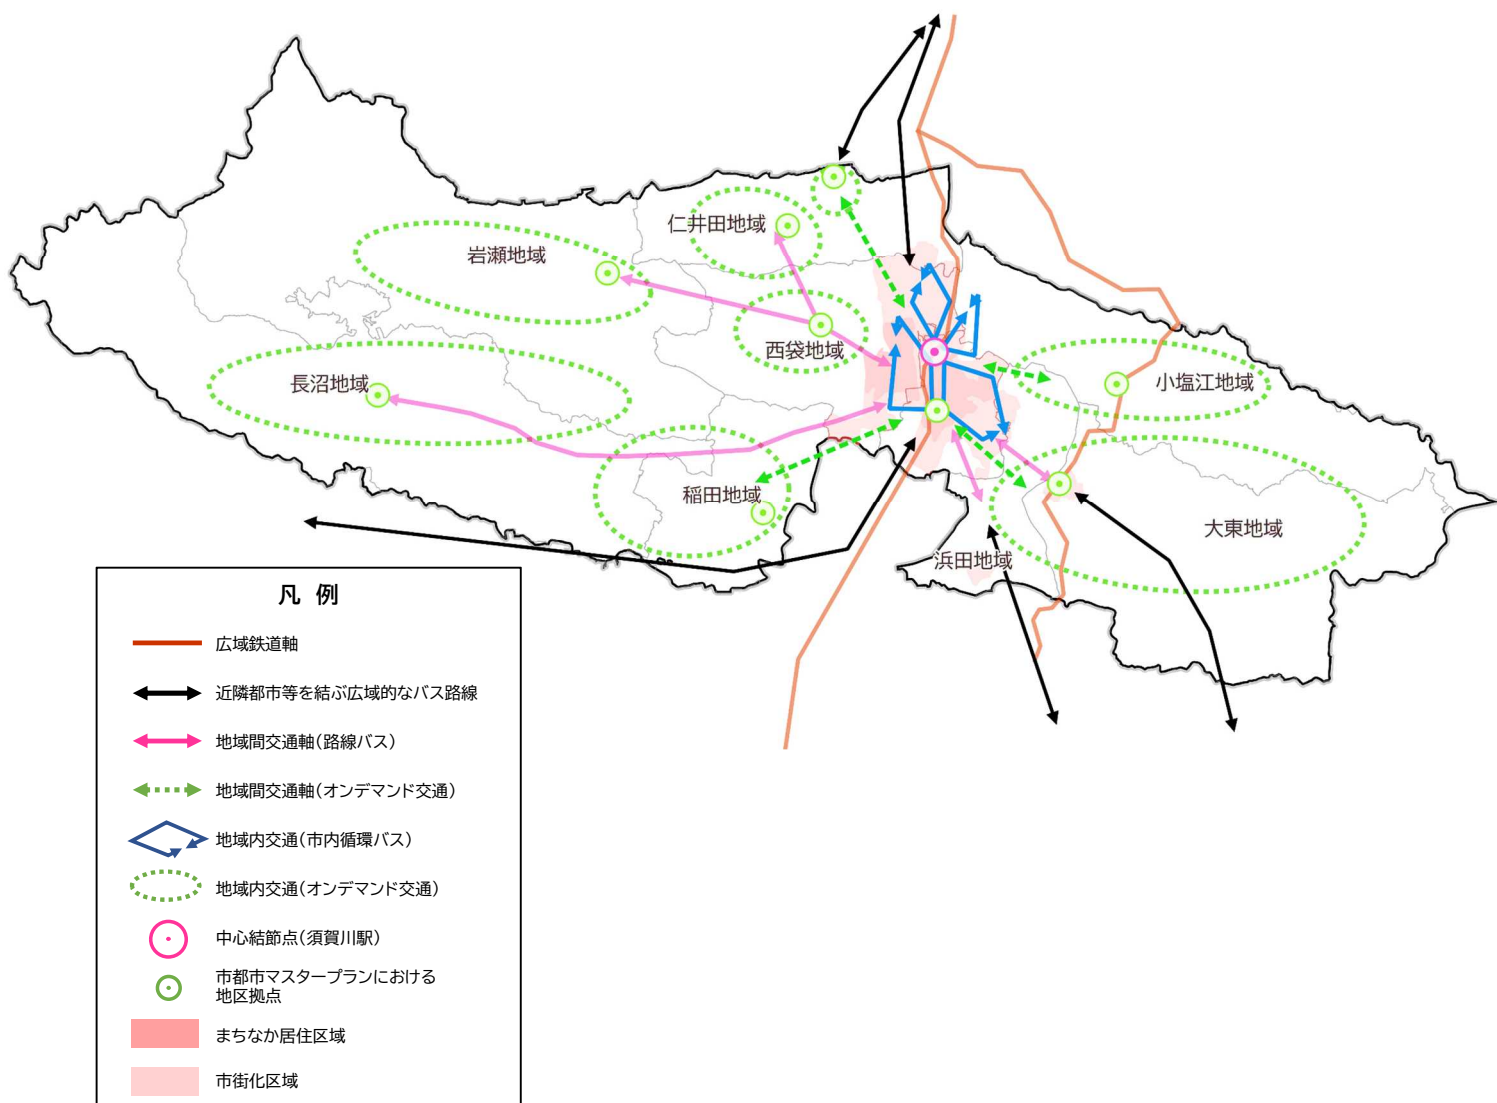 仁井田地域
岩瀬地域
西袋地域
長沼地域
小塩江地域
稲田地域
大東地域
浜田地域
凡 例
広域鉄道軸
近隣都市等を結ぶ広域的なバス路線
地域間交通軸(路線バス)
地域間交通軸(オンデマンド交通)
地域内交通(市内循環バス)
地域内交通(オンデマンド交通)
中心結節点(須賀川駅)
市都市マスタープランにおける
地区拠点
まちなか居住区域
市街化区域